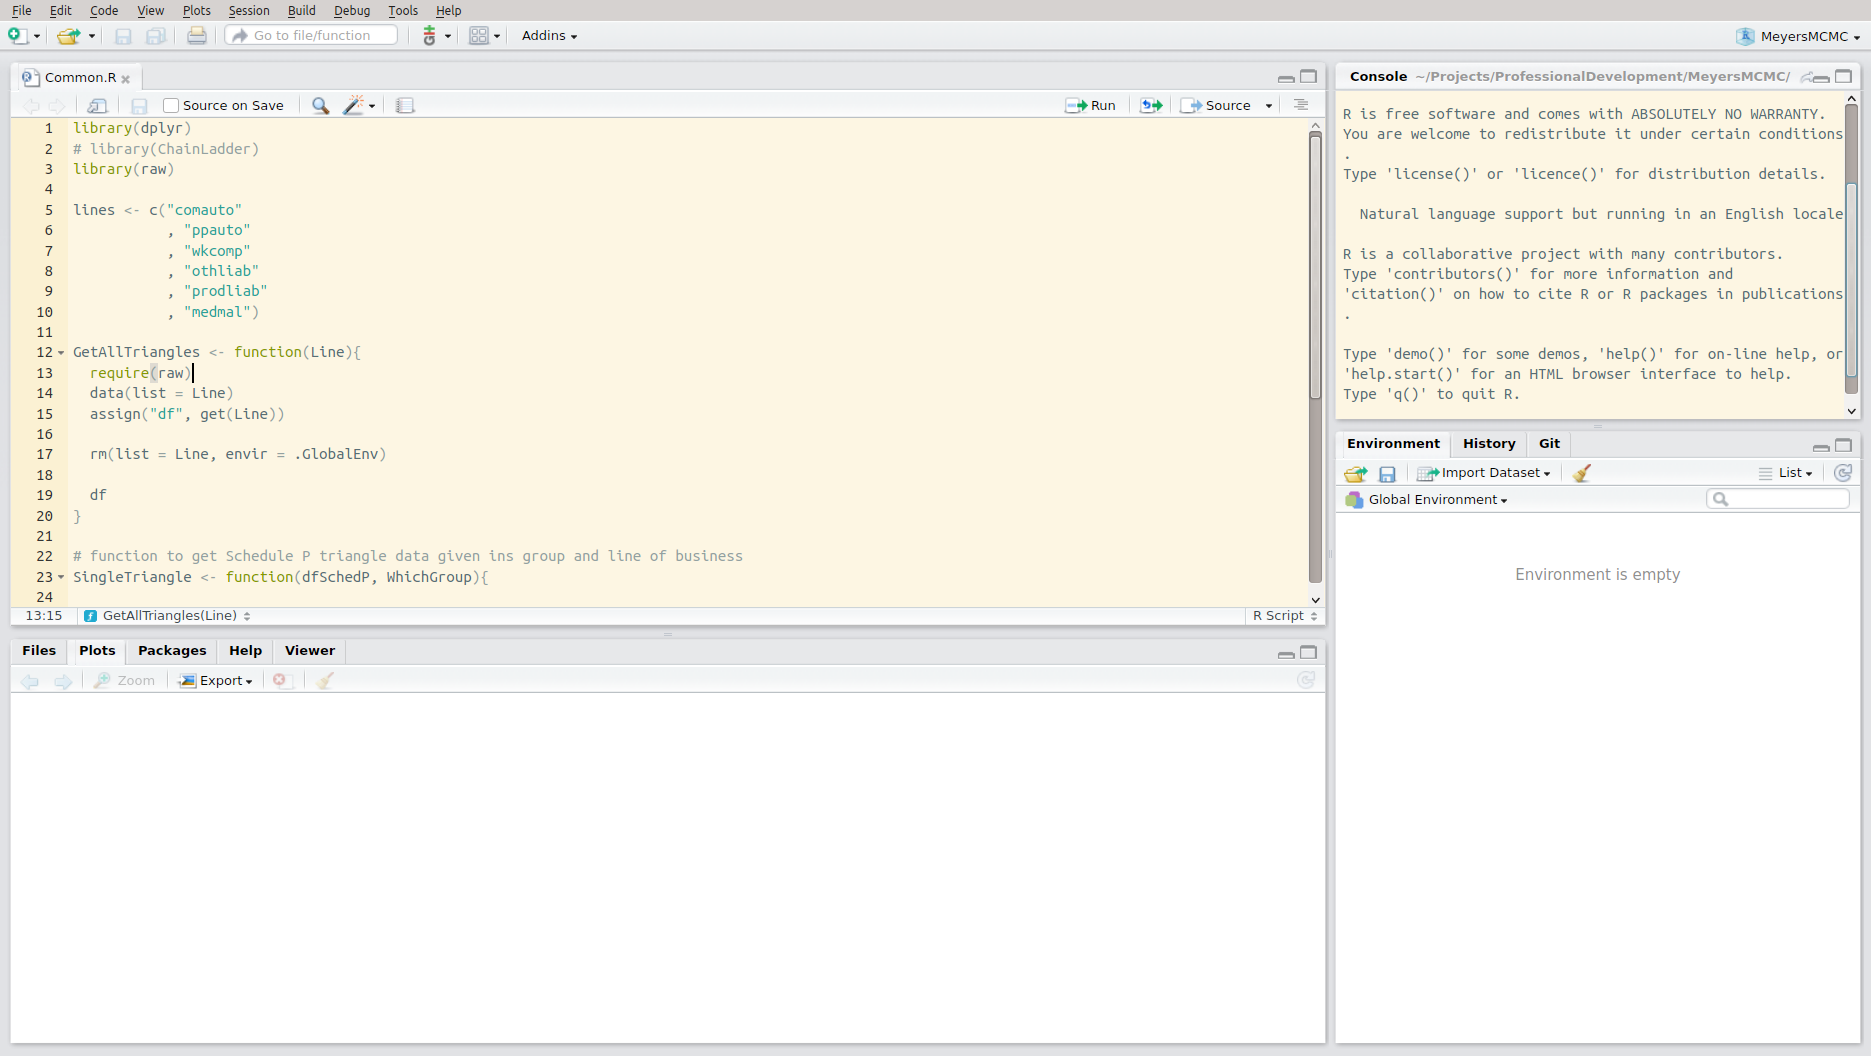 File Edit Code View Plots Session Build Debug Tools Help
Go to file/function
Addins
MeyersMCMC
Common.R
Source on Save
Run
Source
1 library(dplyr)
2 # library(ChainLadder)
3 library(raw)
4
5 lines <- c("comauto"
6 , "ppauto"
7 , "wkcomp"
8 , "othliab"
9 , "prodliab"
10 , "medmal")
11
12 GetAllTriangles <- function(Line){
13 require(raw)
14 data(list = Line)
15 assign("df", get(Line))
16
17 rm(list = Line, envir = .GlobalEnv)
18
19 df
20 }
21
22 # function to get Schedule P triangle data given ins group and line of business
23 SingleTriangle <- function(dfSchedP, WhichGroup){
24
13:15 GetAllTriangles(Line) R Script
Files Plots Packages Help Viewer
Zoom Export
Console ~/Projects/ProfessionalDevelopment/MeyersMCMC/
R is free software and comes with ABSOLUTELY NO WARRANTY.
You are welcome to redistribute it under certain conditions
.
Type 'license()' or 'licence()' for distribution details.
Natural language support but running in an English locale
R is a collaborative project with many contributors.
Type 'contributors()' for more information and
'citation()' on how to cite R or R packages in publications
.
Type 'demo()' for some demos, 'help()' for on-line help, or
'help.start()' for an HTML browser interface to help.
Type 'q()' to quit R.
Environment History Git
Import Dataset List
Global Environment
Environment is empty